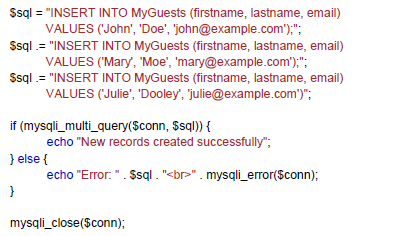 $sql = "INSERT INTO MyGuests (firstname, lastname, email)
VALUES ('John', 'Doe', 'john@example.com');";
$sql .= "INSERT INTO MyGuests (firstname, lastname, email)
VALUES ('Mary', 'Moe', 'mary@example.com');";
$sql .= "INSERT INTO MyGuests (firstname, lastname, email)
VALUES ('Julie', 'Dooley', 'julie@example.com')";
if (mysqli_multi_query($conn, $sql)) {
echo "New records created successfully";
} else {
echo "Error: " . $sql . "<br>" . mysqli_error($conn);
}
mysqli_close($conn);